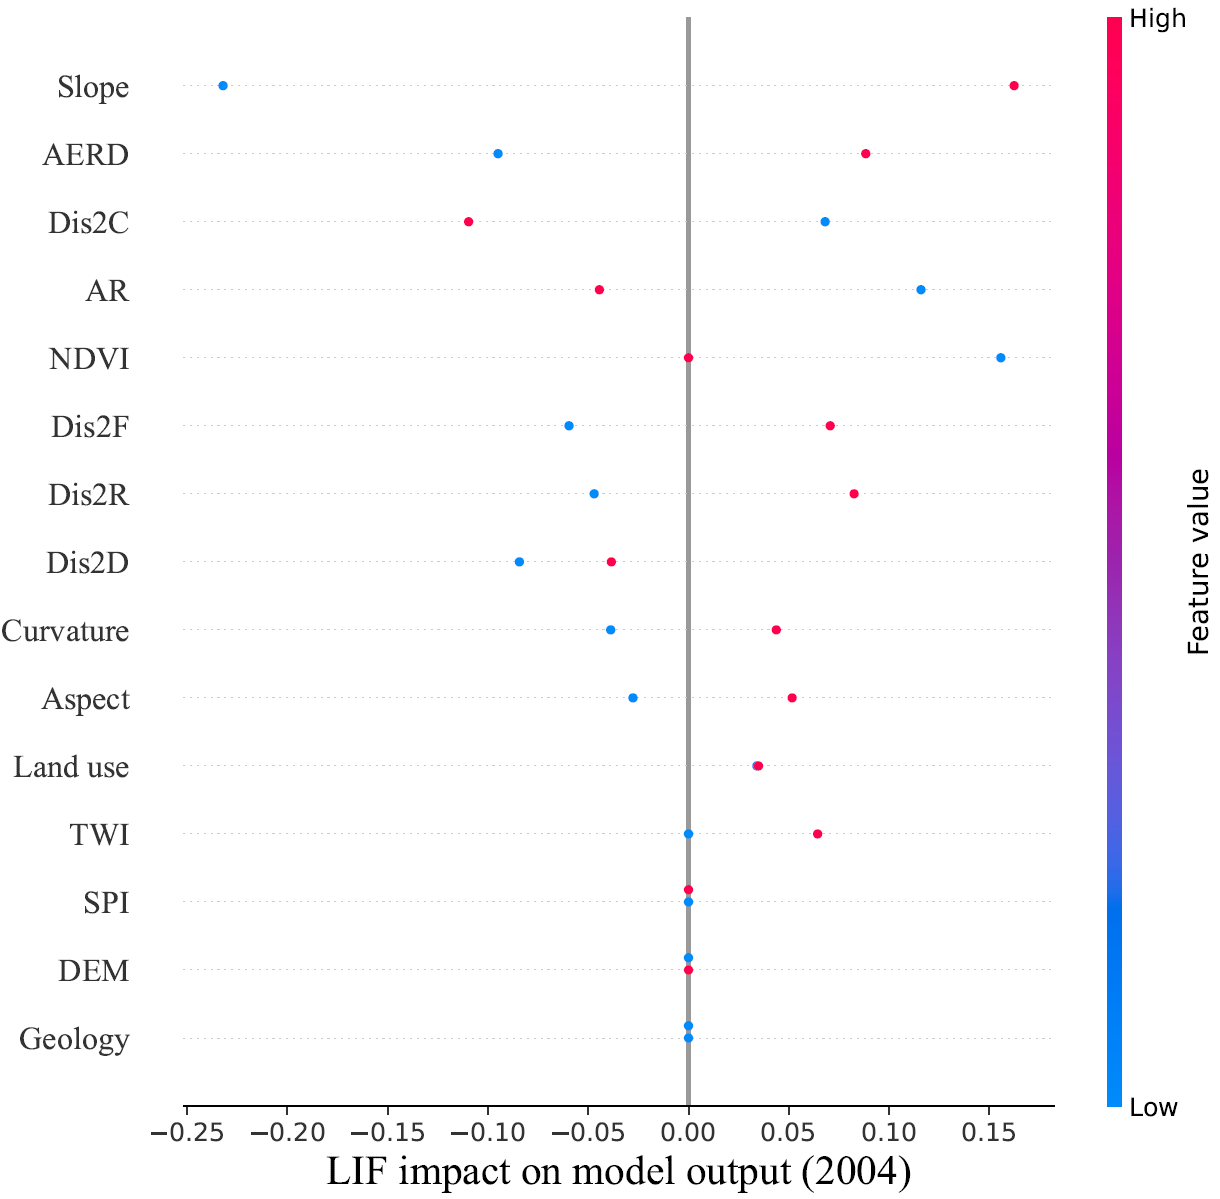 High
Slope
AERD
Dis2C
AR
NDVI
Dis2F
Dis2R
Dis2D
Curvature
Aspect
Land use
TWI
SPI
DEM
Geology
Feature value
Low
−0.25 −0.20 −0.15 −0.10 −0.05 0.00 0.05 0.10 0.15
LIF impact on model output (2004)